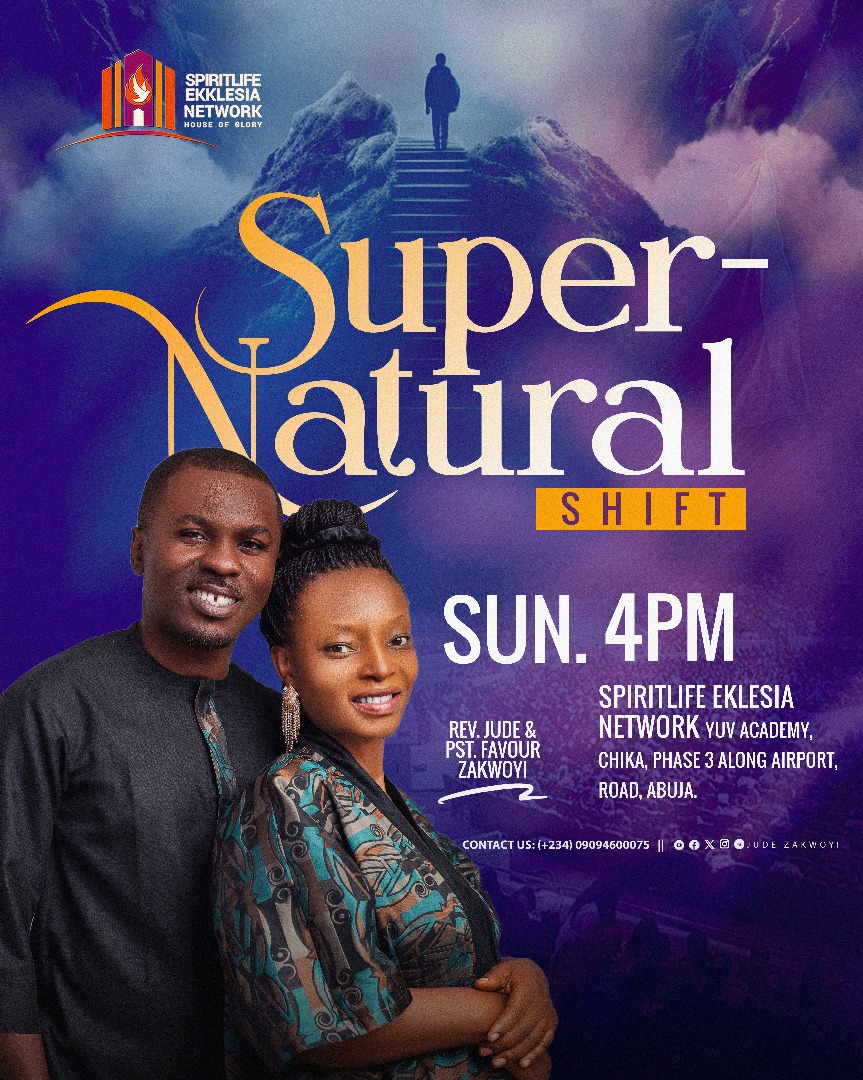 SPIRITLIFE
EKKLESIA
NETWORK
HOUSE OF GLORY
Super-
Natural
SHIFT
SUN. 4PM
REV. JUDE &
PST. FAVOUR
ZAKWOYI
SPIRITLIFE EKLESIA
NETWORK YUV ACADEMY,
CHIKA, PHASE 3 ALONG AIRPORT,
ROAD, ABUJA.
CONTACT US: (+234) 09094600075 || JUDE ZAKWOYI